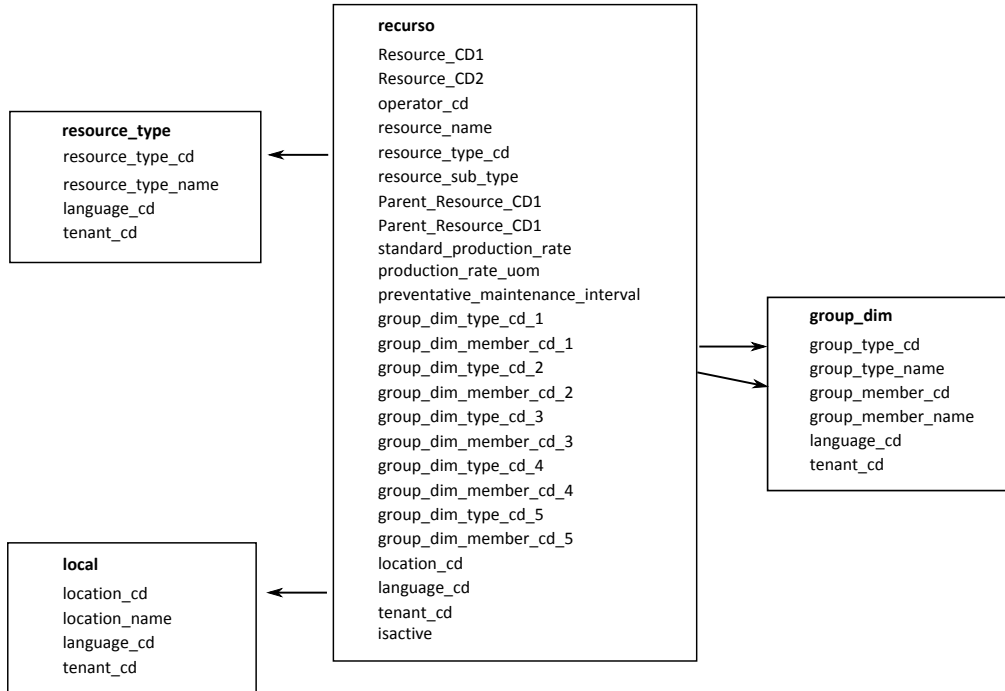 recurso
Resource_CD1
Resource_CD2
operator_cd
resource_name
resource_type_cd
resource_sub_type
Parent_Resource_CD1
Parent_Resource_CD1
standard_production_rate
production_rate_uom
preventative_maintenance_interval
group_dim_type_cd_1
group_dim_member_cd_1
group_dim_type_cd_2
group_dim_member_cd_2
group_dim_type_cd_3
group_dim_member_cd_3
group_dim_type_cd_4
group_dim_member_cd_4
group_dim_type_cd_5
group_dim_member_cd_5
location_cd
language_cd
tenant_cd
isactive
resource_type
resource_type_cd
resource_type_name
language_cd
tenant_cd
group_dim
group_type_cd
group_type_name
group_member_cd
group_member_name
language_cd
tenant_cd
local
location_cd
location_name
language_cd
tenant_cd